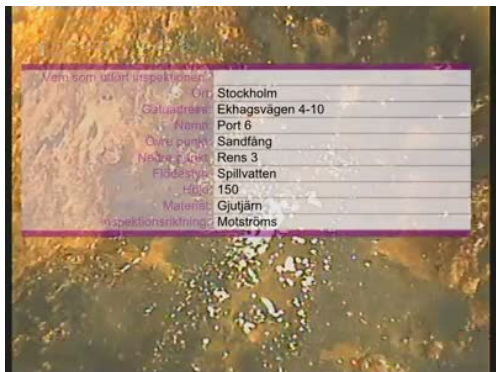 Vem som utfört inspektionen:
Ort: Stockholm
Gatuadress: Ekhagsvägen 4-10
Namn: Port 6
Övre punkt: Sandfång
Nedre punkt: Rens 3
Flödestyp: Spillvatten
Höjd: 150
Material: Gjutjärn
Inspektionsriktning: Motströms